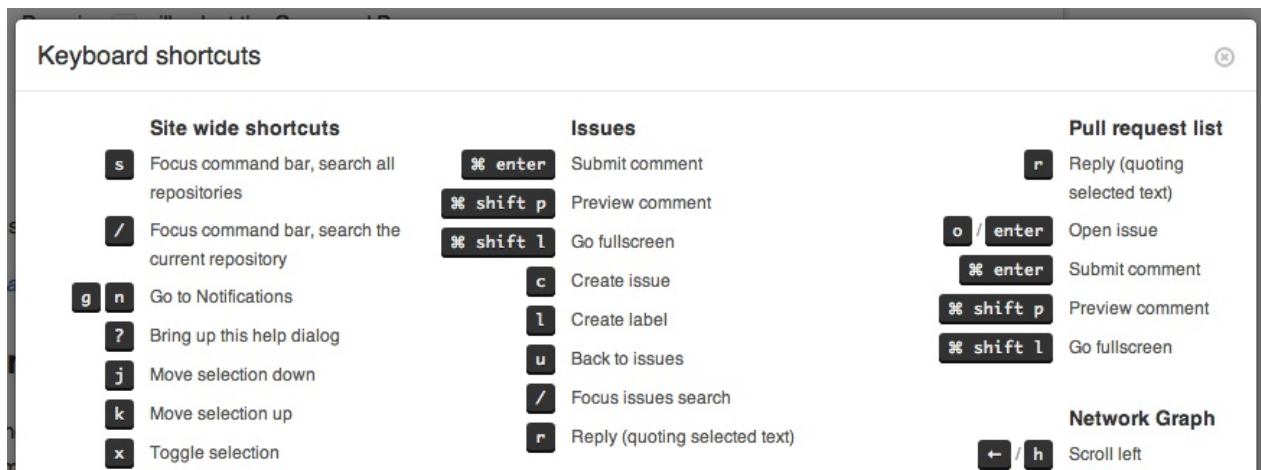 Keyboard shortcuts
Site wide shortcuts
s Focus command bar, search all
repositories
/ Focus command bar, search the
current repository
g n Go to Notifications
? Bring up this help dialog
j Move selection down
k Move selection up
x Toggle selection
Issues
⌘ enter Submit comment
⌘ shift p Preview comment
⌘ shift l Go fullscreen
c Create issue
l Create label
u Back to issues
/ Focus issues search
r Reply (quoting selected text)
Pull request list
r Reply (quoting
selected text)
o / enter Open issue
⌘ enter Submit comment
⌘ shift p Preview comment
⌘ shift l Go fullscreen
Network Graph
← / h Scroll left